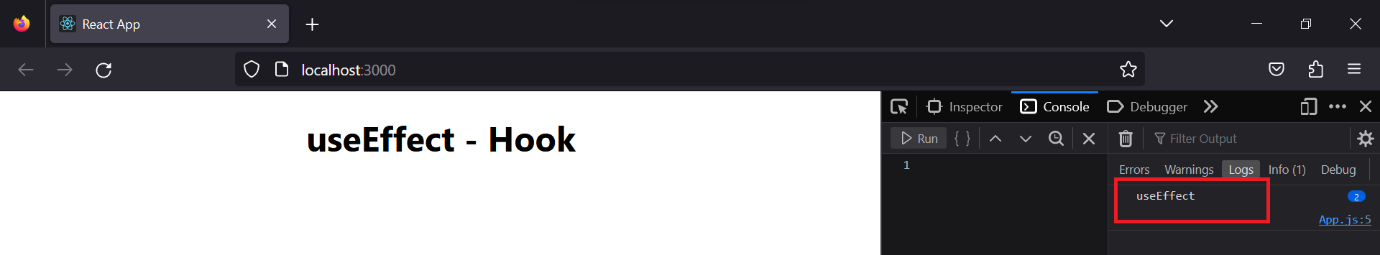 React App
localhost:3000
Inspector Console Debugger
useEffect - Hook
Run { } Filter Output
1
Errors Warnings Logs Info (1) Debug
useEffect 2
App.js:5